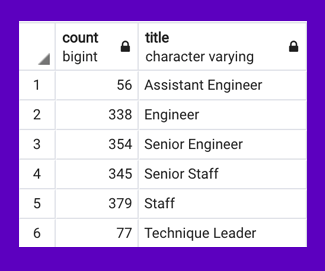 count title
bigint character varying
1 56 Assistant Engineer
2 338 Engineer
3 354 Senior Engineer
4 345 Senior Staff
5 379 Staff
6 77 Technique Leader